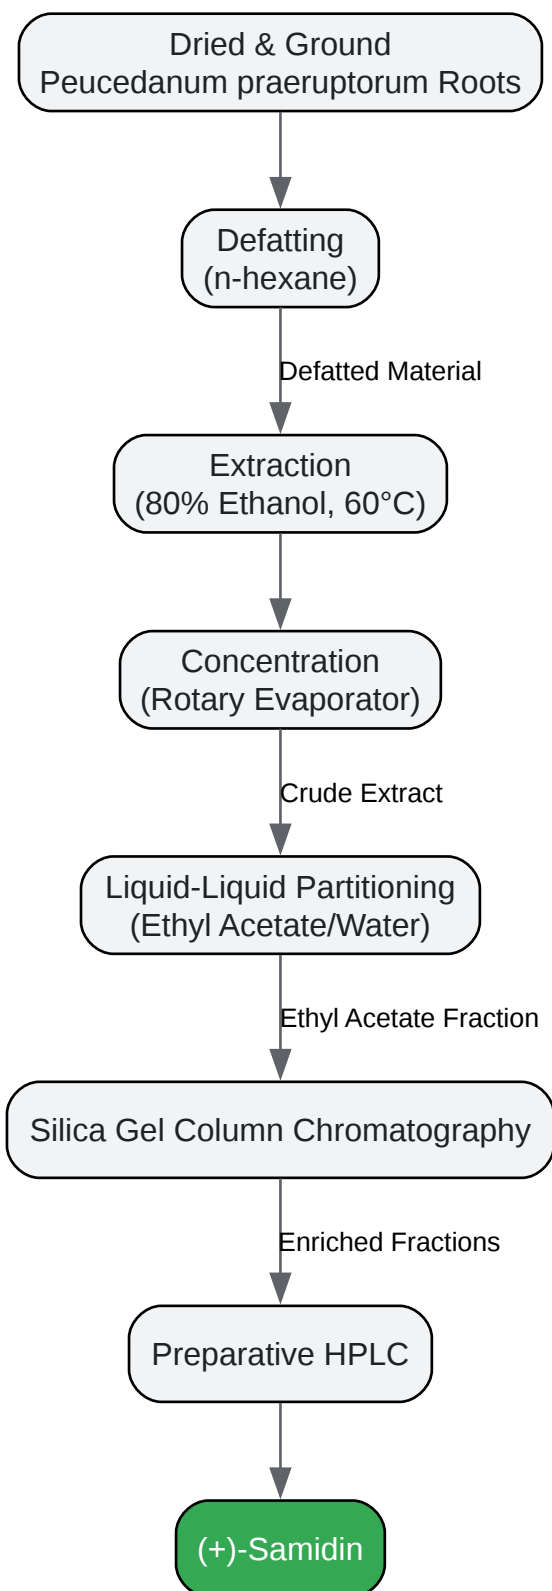 Dried & Ground
Peucedanum praeruptorum Roots
Defatting
(n-hexane)
Defatted Material
Extraction
(80% Ethanol, 60°C)
Concentration
(Rotary Evaporator)
Crude Extract
Liquid-Liquid Partitioning
(Ethyl Acetate/Water)
Ethyl Acetate Fraction
Silica Gel Column Chromatography
Enriched Fractions
Preparative HPLC
(+)-Samidin